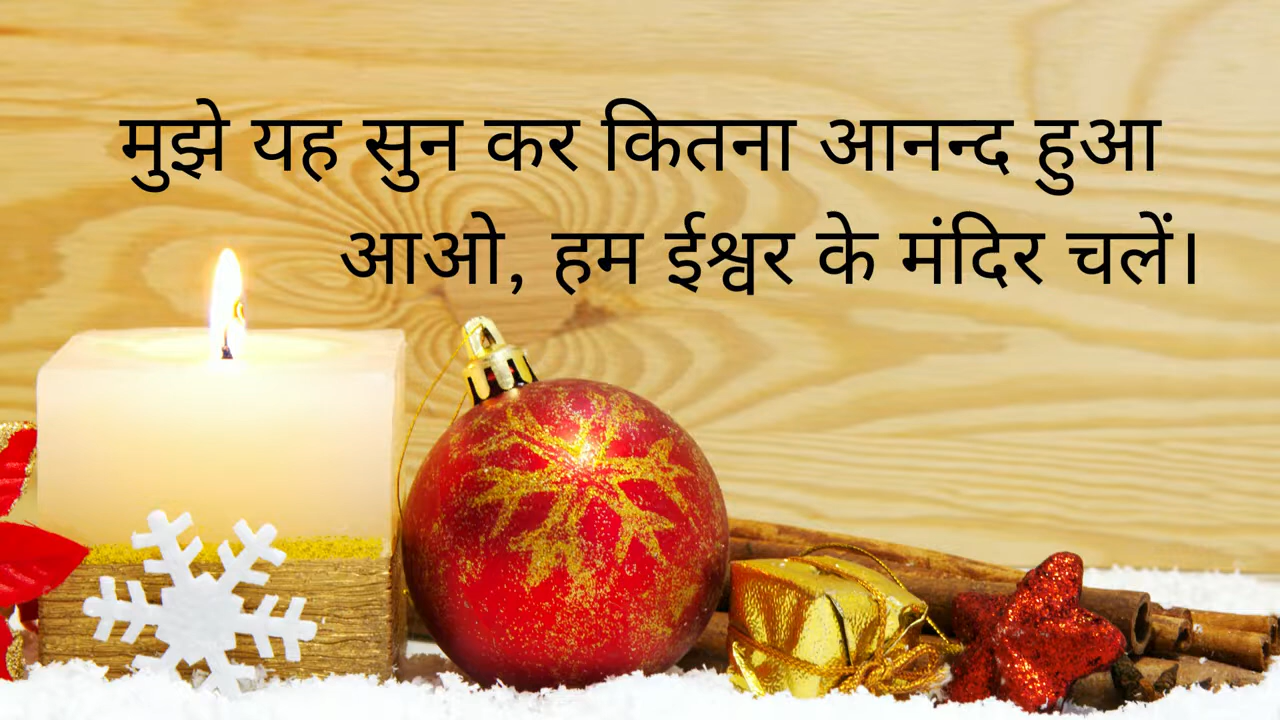 मुझे यह सुन कर कितना आनन्द हुआ
आओ, हम ईश्वर के मंदिर चलें।